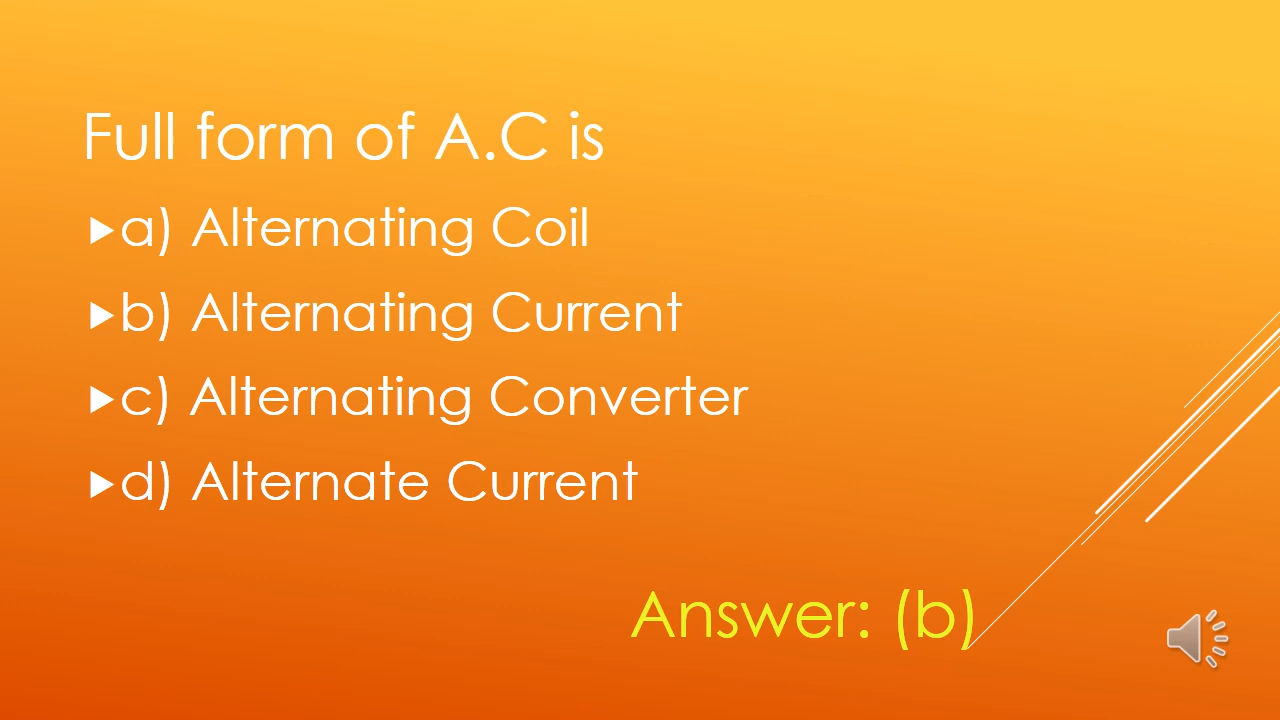 Full form of A.C is
a) Alternating Coil
b) Alternating Current
c) Alternating Converter
d) Alternate Current
Answer: (b)